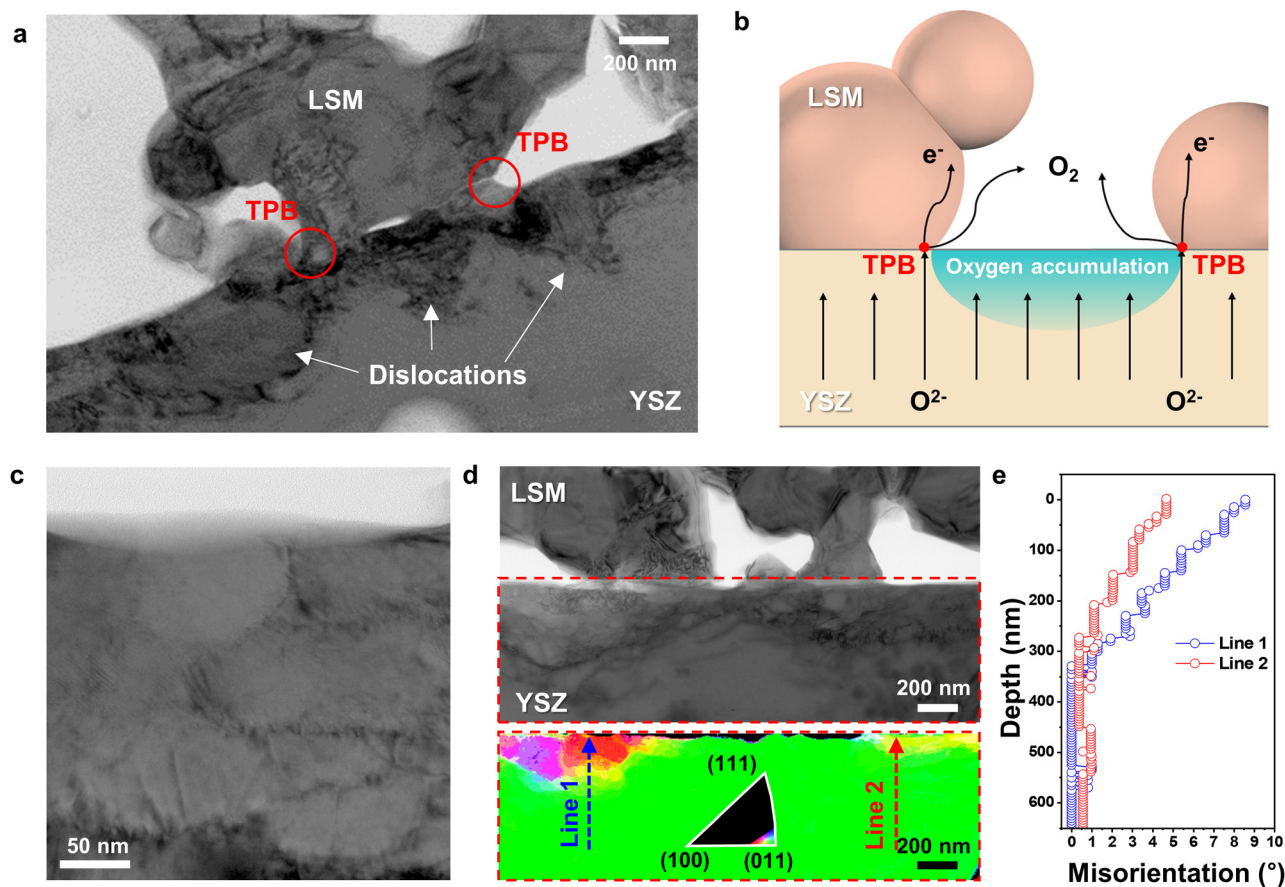 a
200 nm
LSM
TPB
TPB
Dislocations
YSZ
b
LSM
e-
e-
O2
TPB
Oxygen accumulation
TPB
YSZ
O2-
O2-
c
50 nm
d
LSM
YSZ
200 nm
Line 1
(111)
(100)
(011)
Line 2
200 nm
e
0
100
200
300
400
500
600
Depth (nm)
Line 1
Line 2
0 1 2 3 4 5 6 7 8 9 10
Misorientation (°)